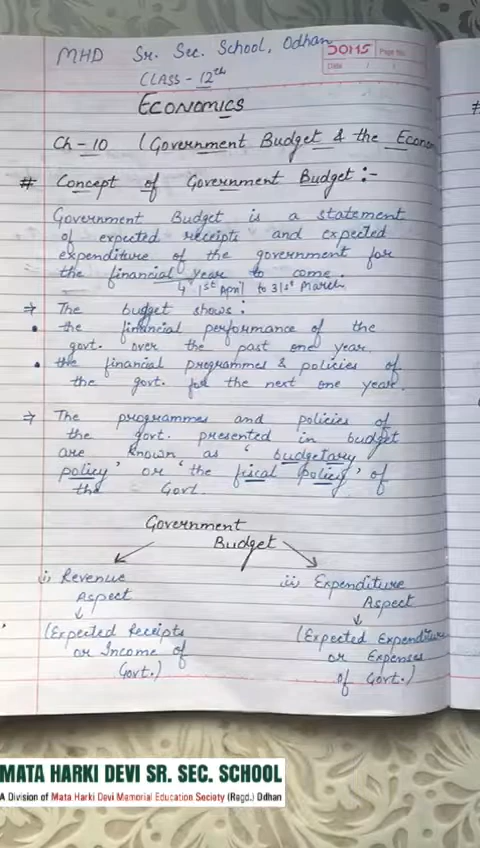 MHD Sr. Sec. School, Odhan
DOMS Page No.
Date / /
CLASS - 12th
ECONOMICS
Ch-10 (Government Budget & the Econom
# Concept of Government Budget :-
Government Budget is a statement
of expected receipts and expected
expenditure of the government for
the financial year to come.
↳ 1st April to 31st March
⇒ The budget shows:
• the financial performance of the
govt. over the past one year.
• the financial programmes & policies of
the govt. for the next one year.
⇒ The programmes and policies of
the govt. presented in budget
are known as 'budgetary
policy' or 'the fiscal policy' of
the Govt.
Government
Budget
i) Revenue
Aspect
↓
(Expected Receipts
or Income of
Govt.)
ii) Expenditure
Aspect
↓
(Expected Expenditure
or Expenses
of Govt.)
MATA HARKI DEVI SR. SEC. SCHOOL
A Division of Mata Harki Devi Memorial Education Society (Regd.) Odhan